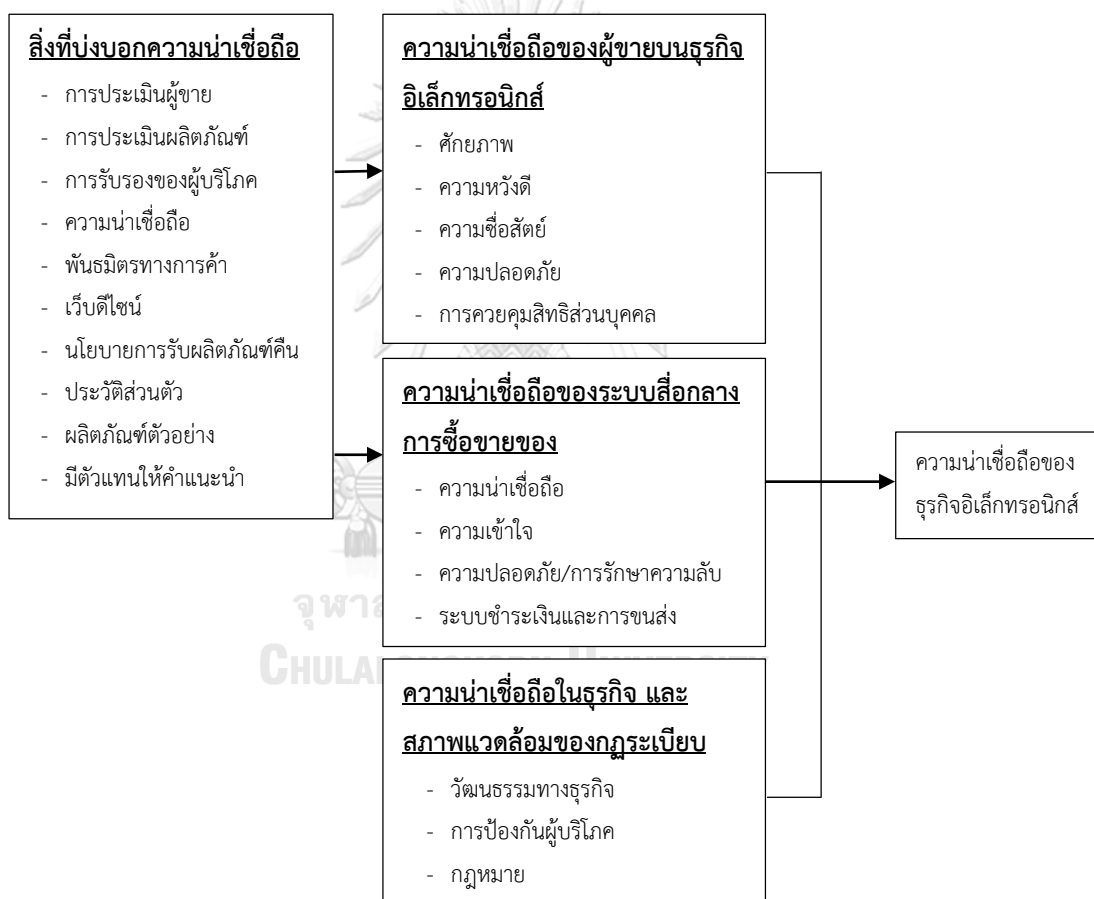 สิ่งที่บ่งบอกความน่าเชื่อถือ
- การประเมินผู้ขาย
- การประเมินผลิตภัณฑ์
- การรับรองของผู้บริโภค
- ความน่าเชื่อถือ
- พันธมิตรทางการค้า
- เว็บดีไซน์
- นโยบายการรับผลิตภัณฑ์คืน
- ประวัติส่วนตัว
- ผลิตภัณฑ์ตัวอย่าง
- มีตัวแทนให้คำแนะนำ
ความน่าเชื่อถือของผู้ขายบนธุรกิจ
อิเล็กทรอนิกส์
- ศักยภาพ
- ความหวังดี
- ความซื่อสัตย์
- ความปลอดภัย
- การควยคุมสิทธิส่วนบุคคล
ความน่าเชื่อถือของระบบสื่อกลาง
การซื้อขายของ
- ความน่าเชื่อถือ
- ความเข้าใจ
- ความปลอดภัย/การรักษาความลับ
- ระบบชำระเงินและการขนส่ง
ความน่าเชื่อถือในธุรกิจ และ
สภาพแวดล้อมของกฏระเบียบ
- วัฒนธรรมทางธุรกิจ
- การป้องกันผู้บริโภค
- กฎหมาย
ความน่าเชื่อถือของ
ธุรกิจอิเล็กทรอนิกส์